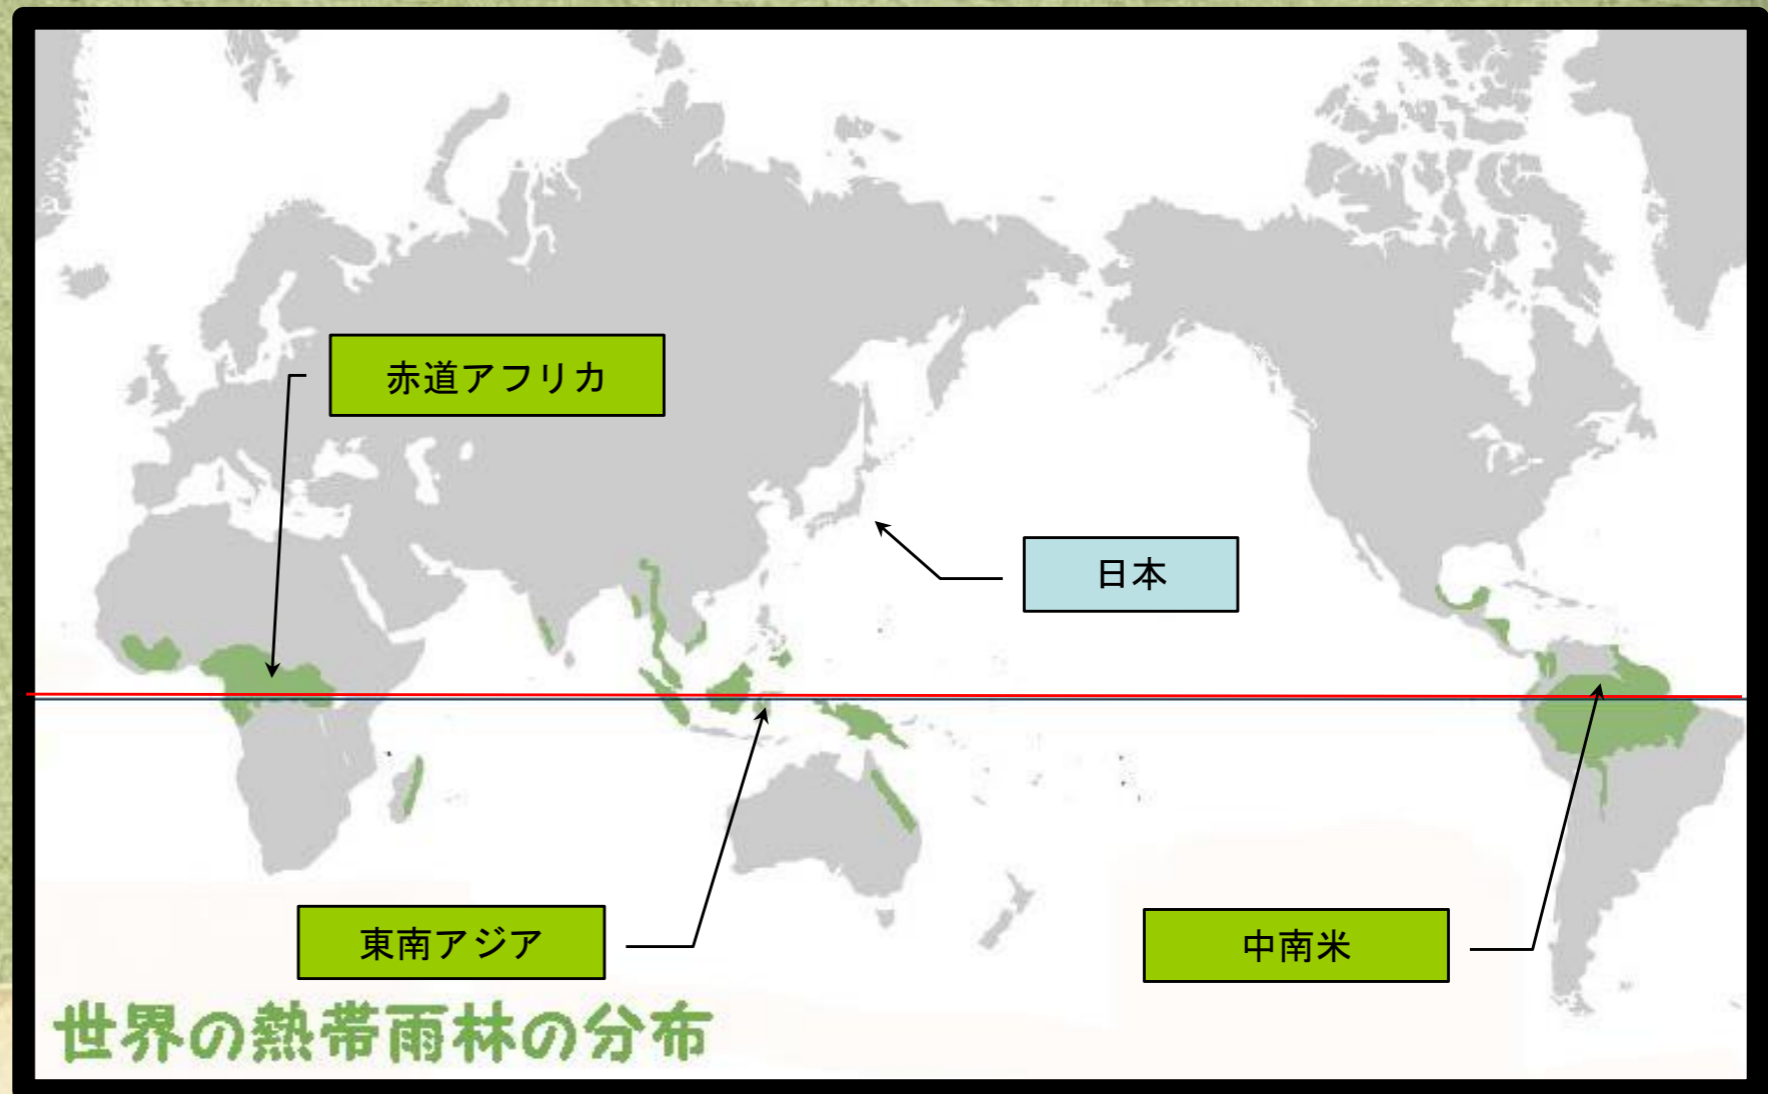 赤道アフリカ
日本
東南アジア
中南米
世界の熱帯雨林の分布